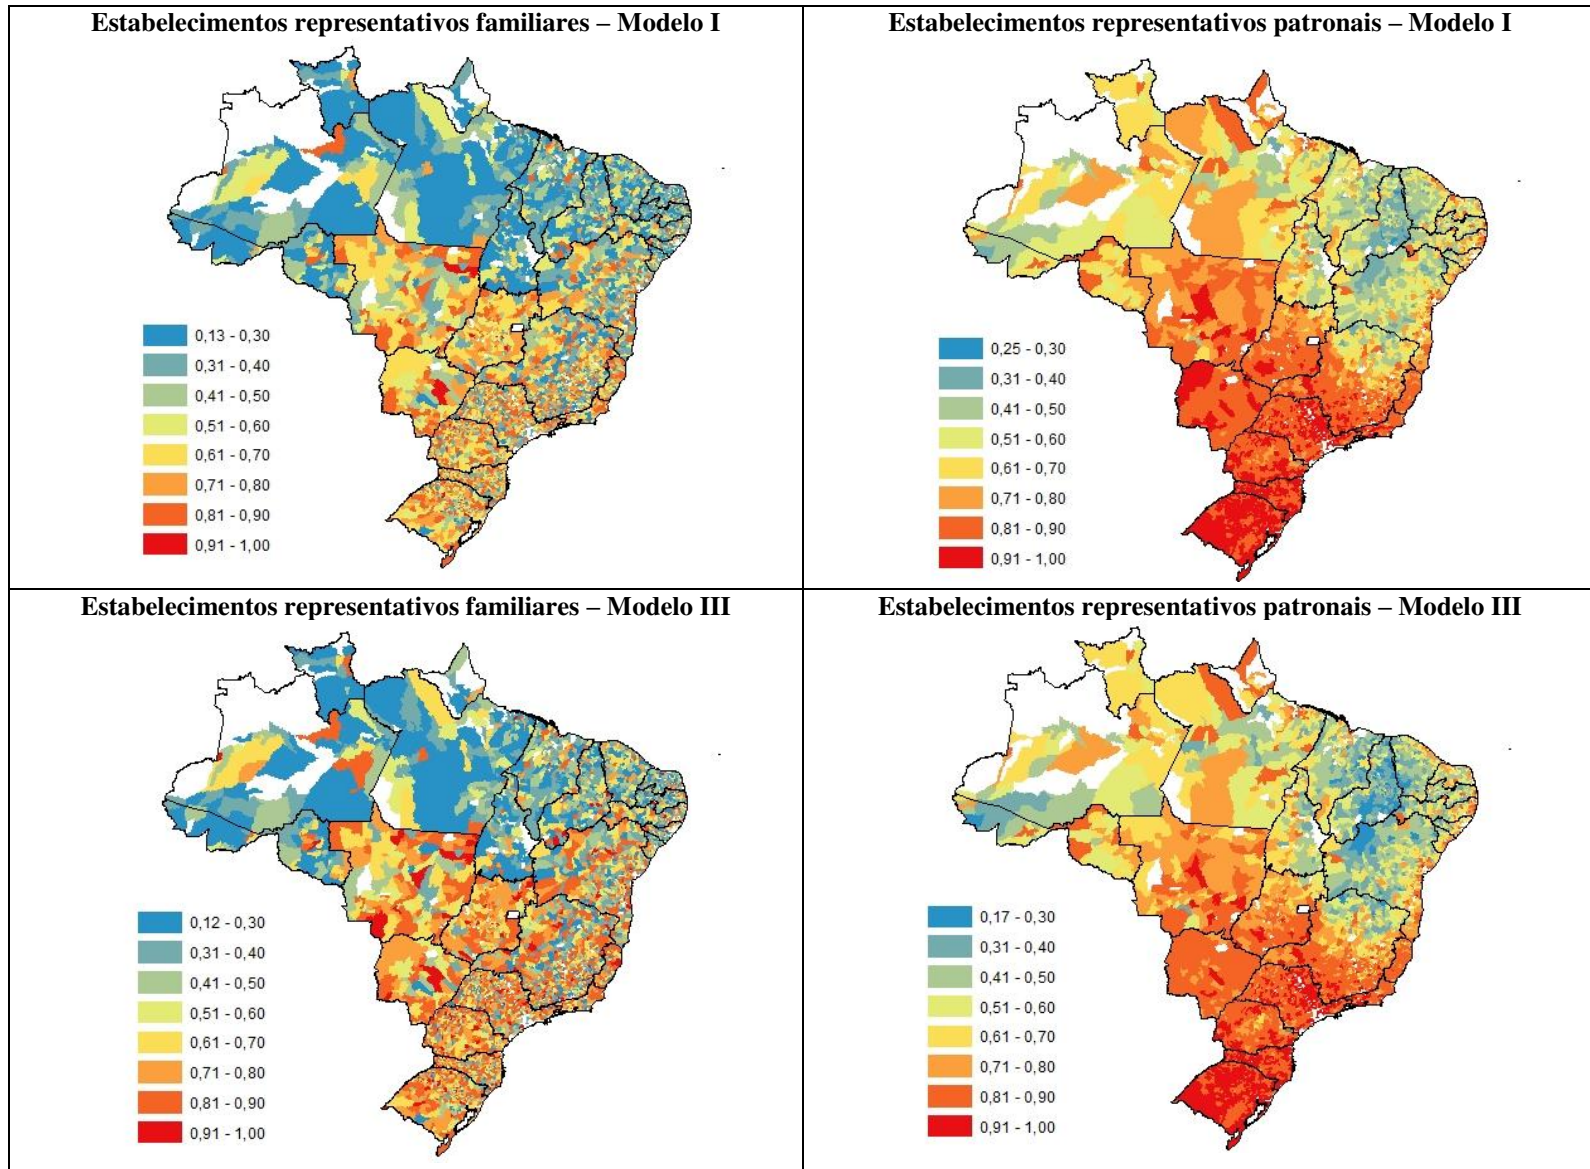 Estabelecimentos representativos familiares – Modelo I
0,13 - 0,30
0,31 - 0,40
0,41 - 0,50
0,51 - 0,60
0,61 - 0,70
0,71 - 0,80
0,81 - 0,90
0,91 - 1,00
Estabelecimentos representativos patronais – Modelo I
0,25 - 0,30
0,31 - 0,40
0,41 - 0,50
0,51 - 0,60
0,61 - 0,70
0,71 - 0,80
0,81 - 0,90
0,91 - 1,00
Estabelecimentos representativos familiares – Modelo III
0,12 - 0,30
0,31 - 0,40
0,41 - 0,50
0,51 - 0,60
0,61 - 0,70
0,71 - 0,80
0,81 - 0,90
0,91 - 1,00
Estabelecimentos representativos patronais – Modelo III
0,17 - 0,30
0,31 - 0,40
0,41 - 0,50
0,51 - 0,60
0,61 - 0,70
0,71 - 0,80
0,81 - 0,90
0,91 - 1,00